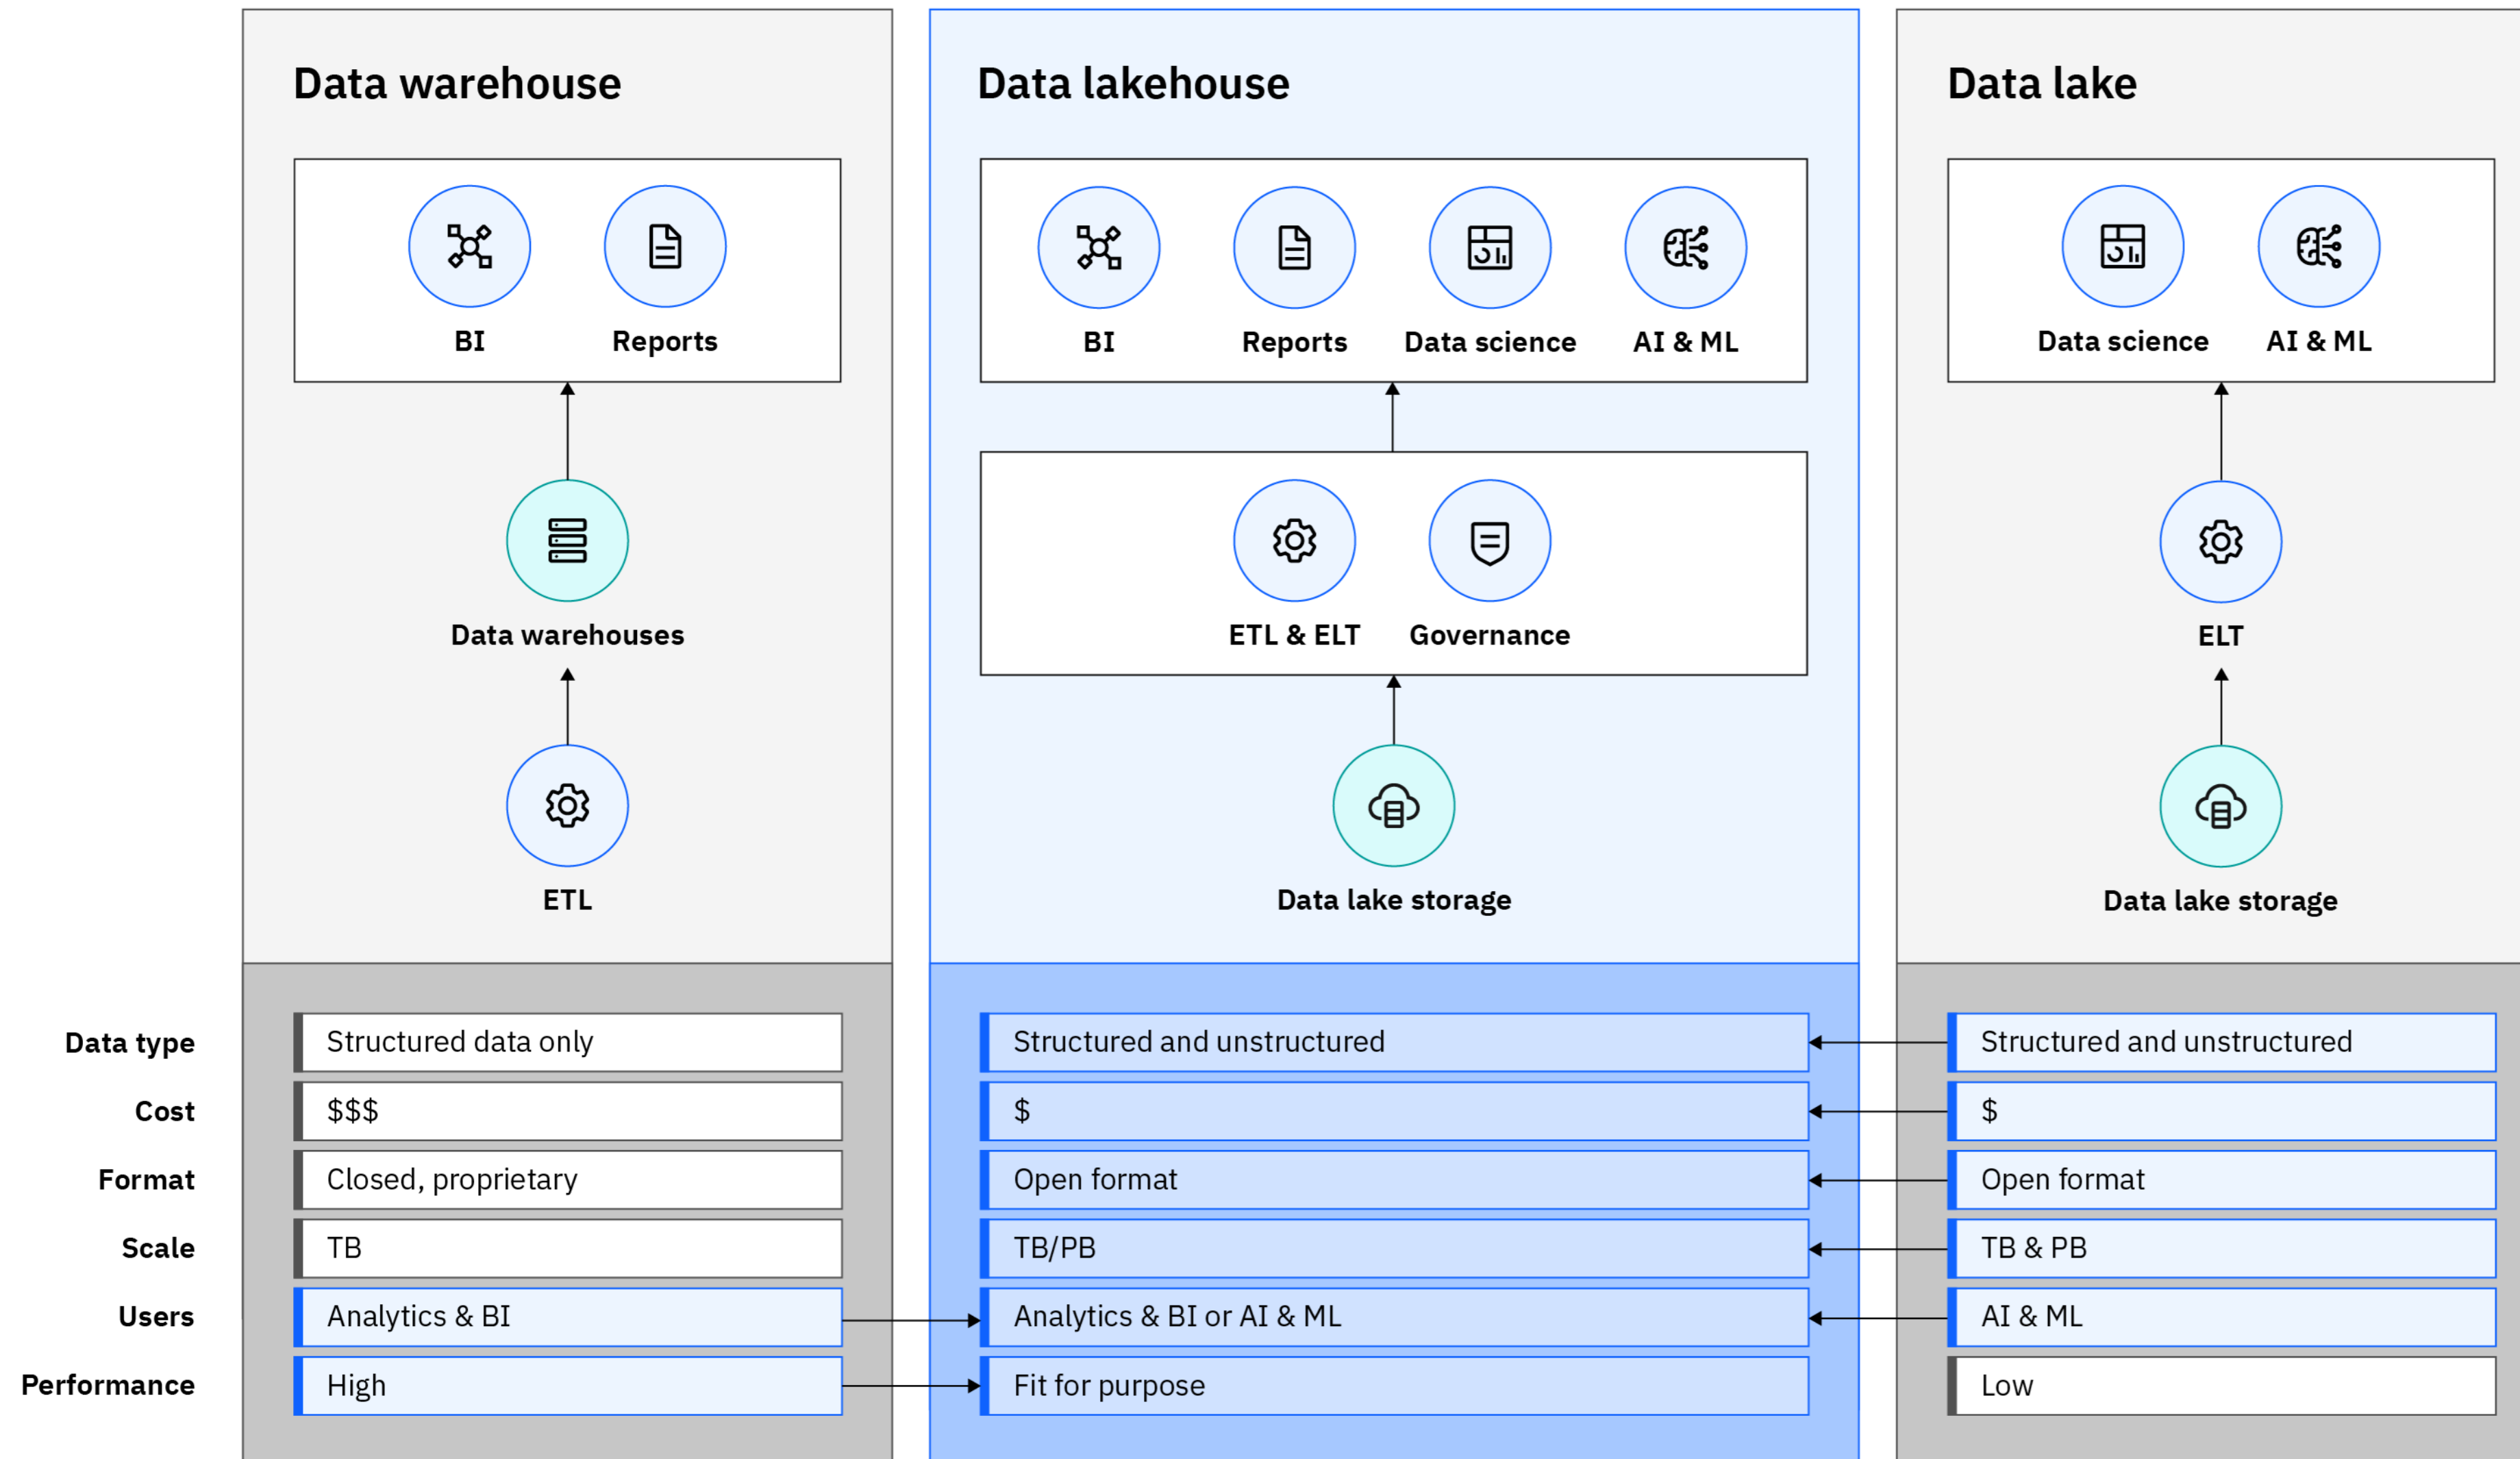 Data warehouse
BI
Reports
Data warehouses
ETL
Data lakehouse
BI
Reports
Data science
AI & ML
ETL & ELT
Governance
Data lake storage
Data lake
Data science
AI & ML
ELT
Data lake storage
Data type
Structured data only
Structured and unstructured
Structured and unstructured
Cost
$$$
$
$
Format
Closed, proprietary
Open format
Open format
Scale
TB
TB/PB
TB & PB
Users
Analytics & BI
Analytics & BI or AI & ML
AI & ML
Performance
High
Fit for purpose
Low